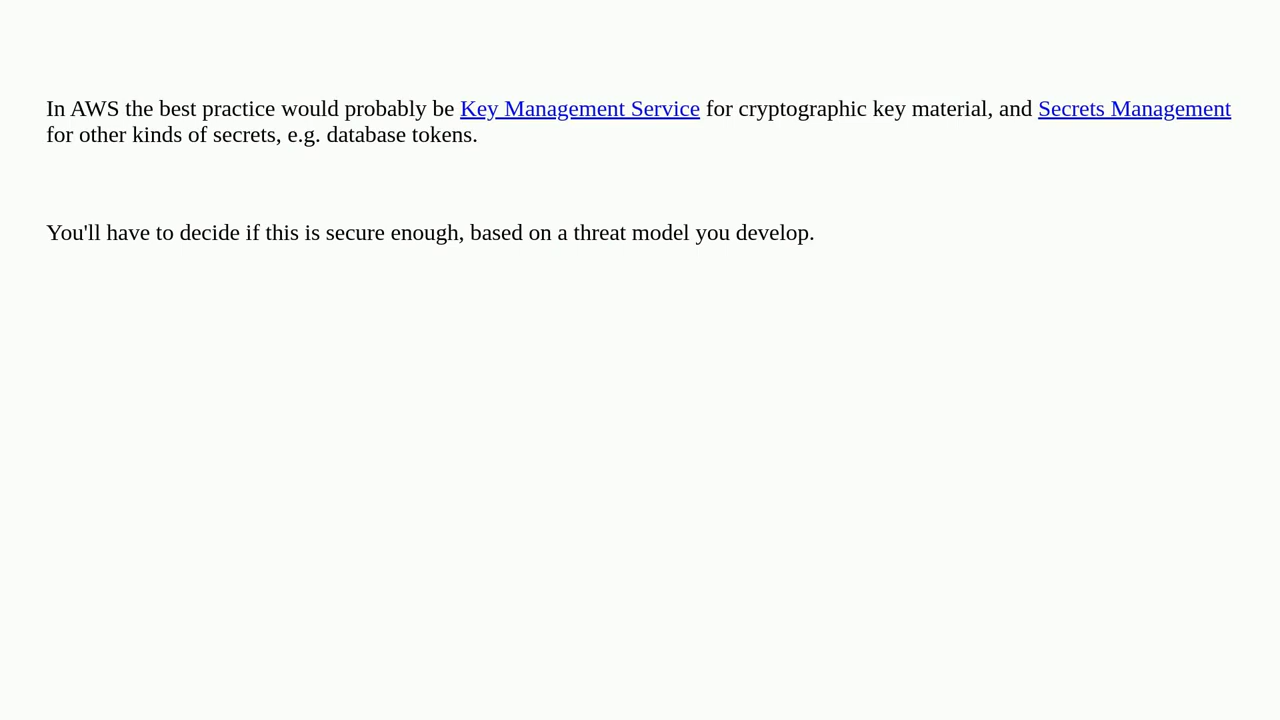 In AWS the best practice would probably be Key Management Service for cryptographic key material, and Secrets Management
for other kinds of secrets, e.g. database tokens.
You'll have to decide if this is secure enough, based on a threat model you develop.